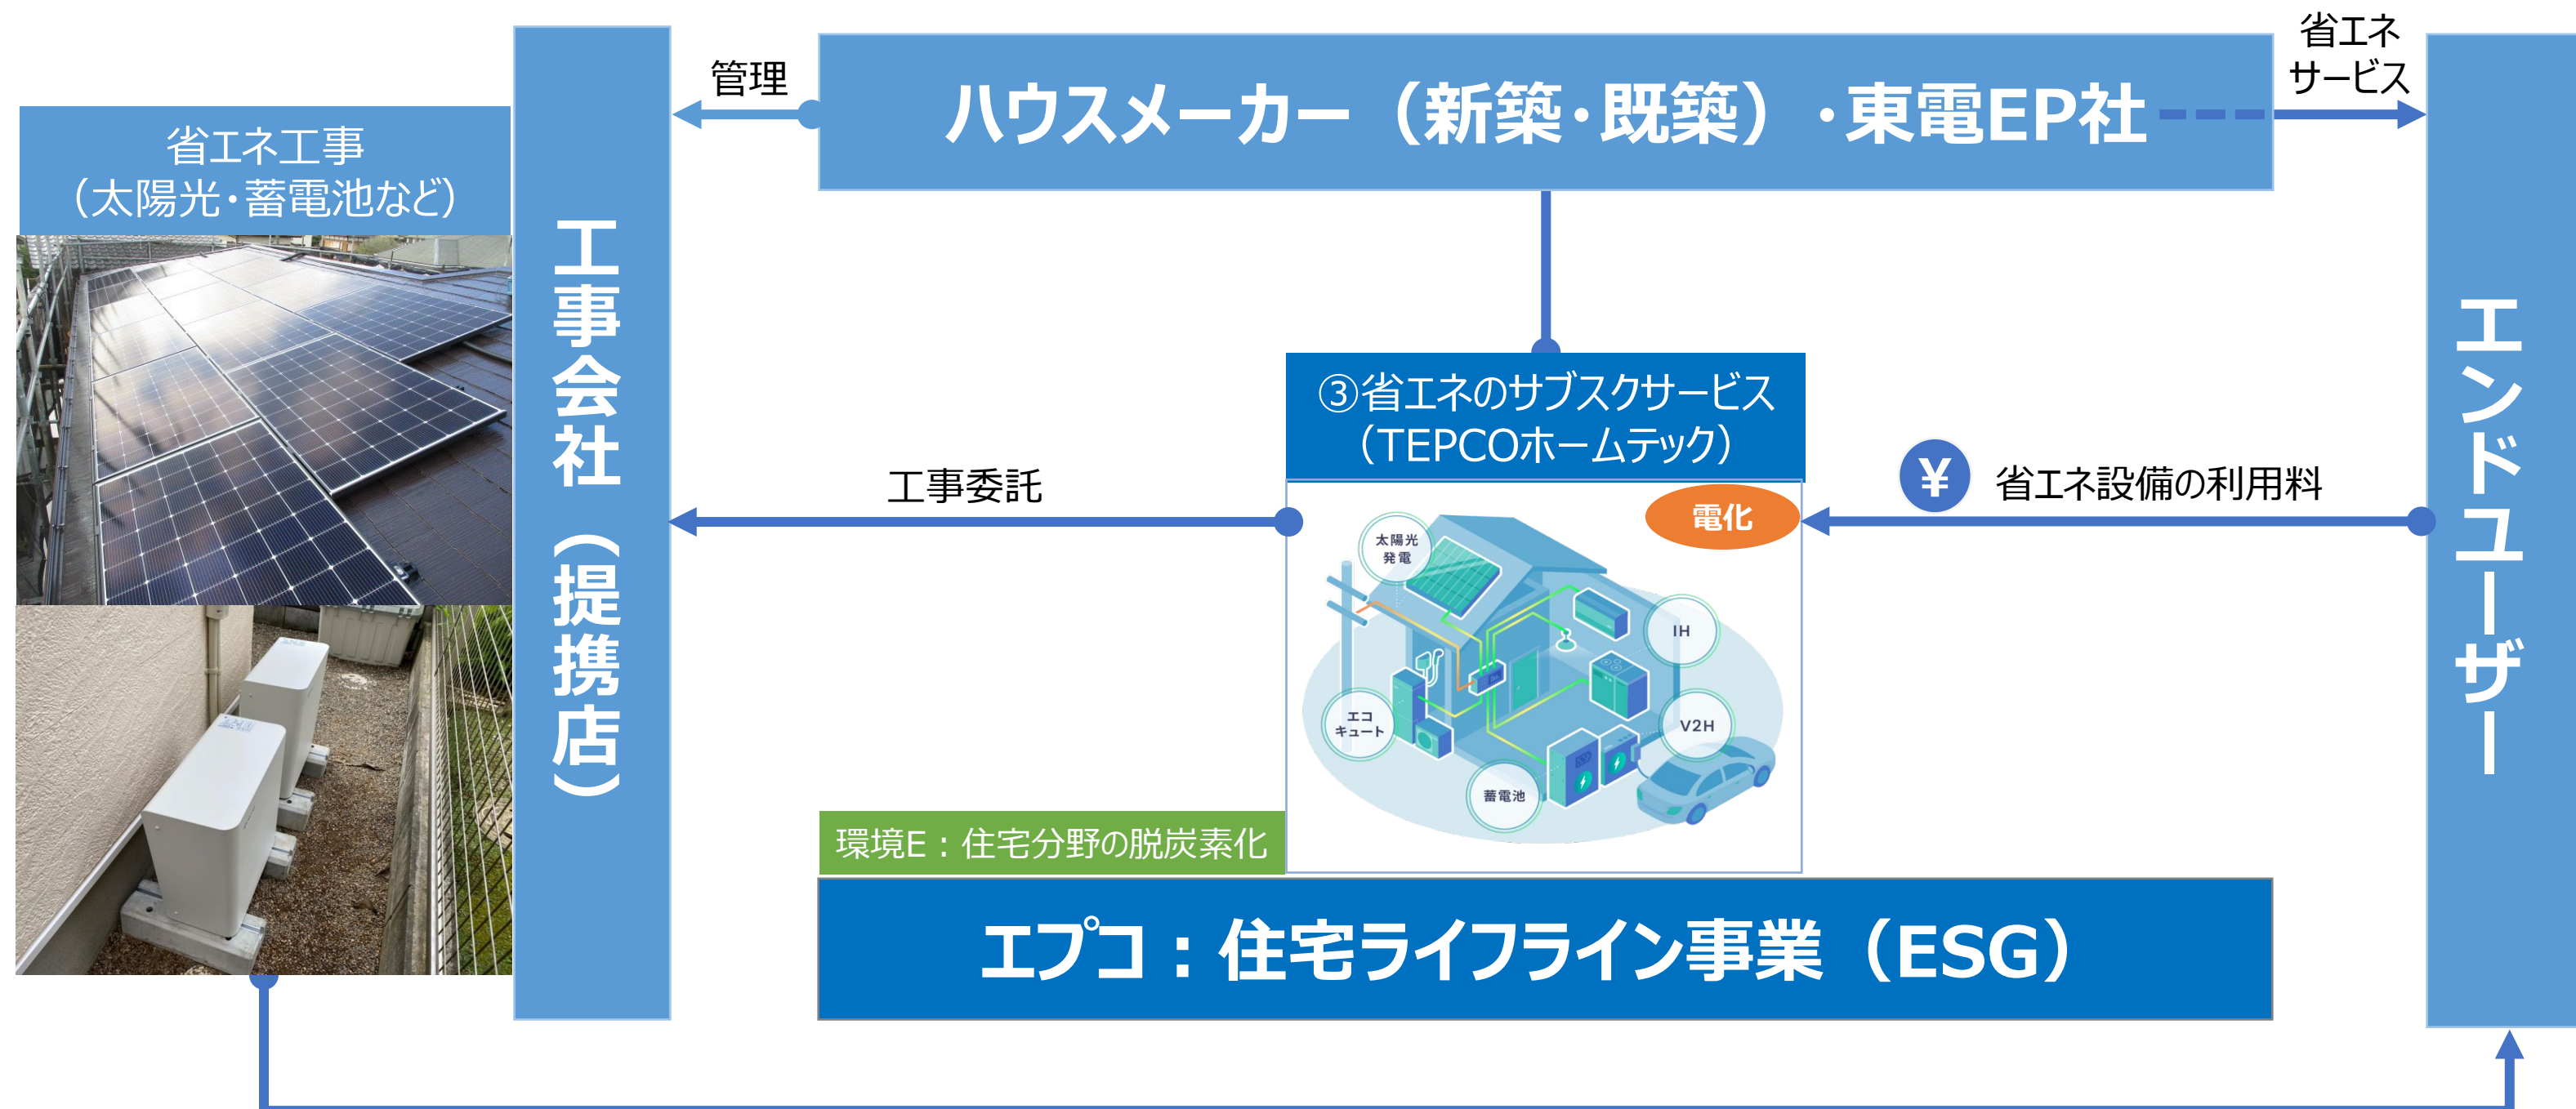 省エネ
サービス
管理
ハウスメーカー（新築・既築）・東電EP社
省エネ工事
（太陽光・蓄電池など）
工事会社（提携店）
③省エネのサブスクサービス
（TEPCOホームテック）
工事委託
¥ 省エネ設備の利用料
エンドユーザー
電化
太陽光
発電
IH
エコ
キュート
V2H
蓄電池
環境E：住宅分野の脱炭素化
エプコ：住宅ライフライン事業（ESG）